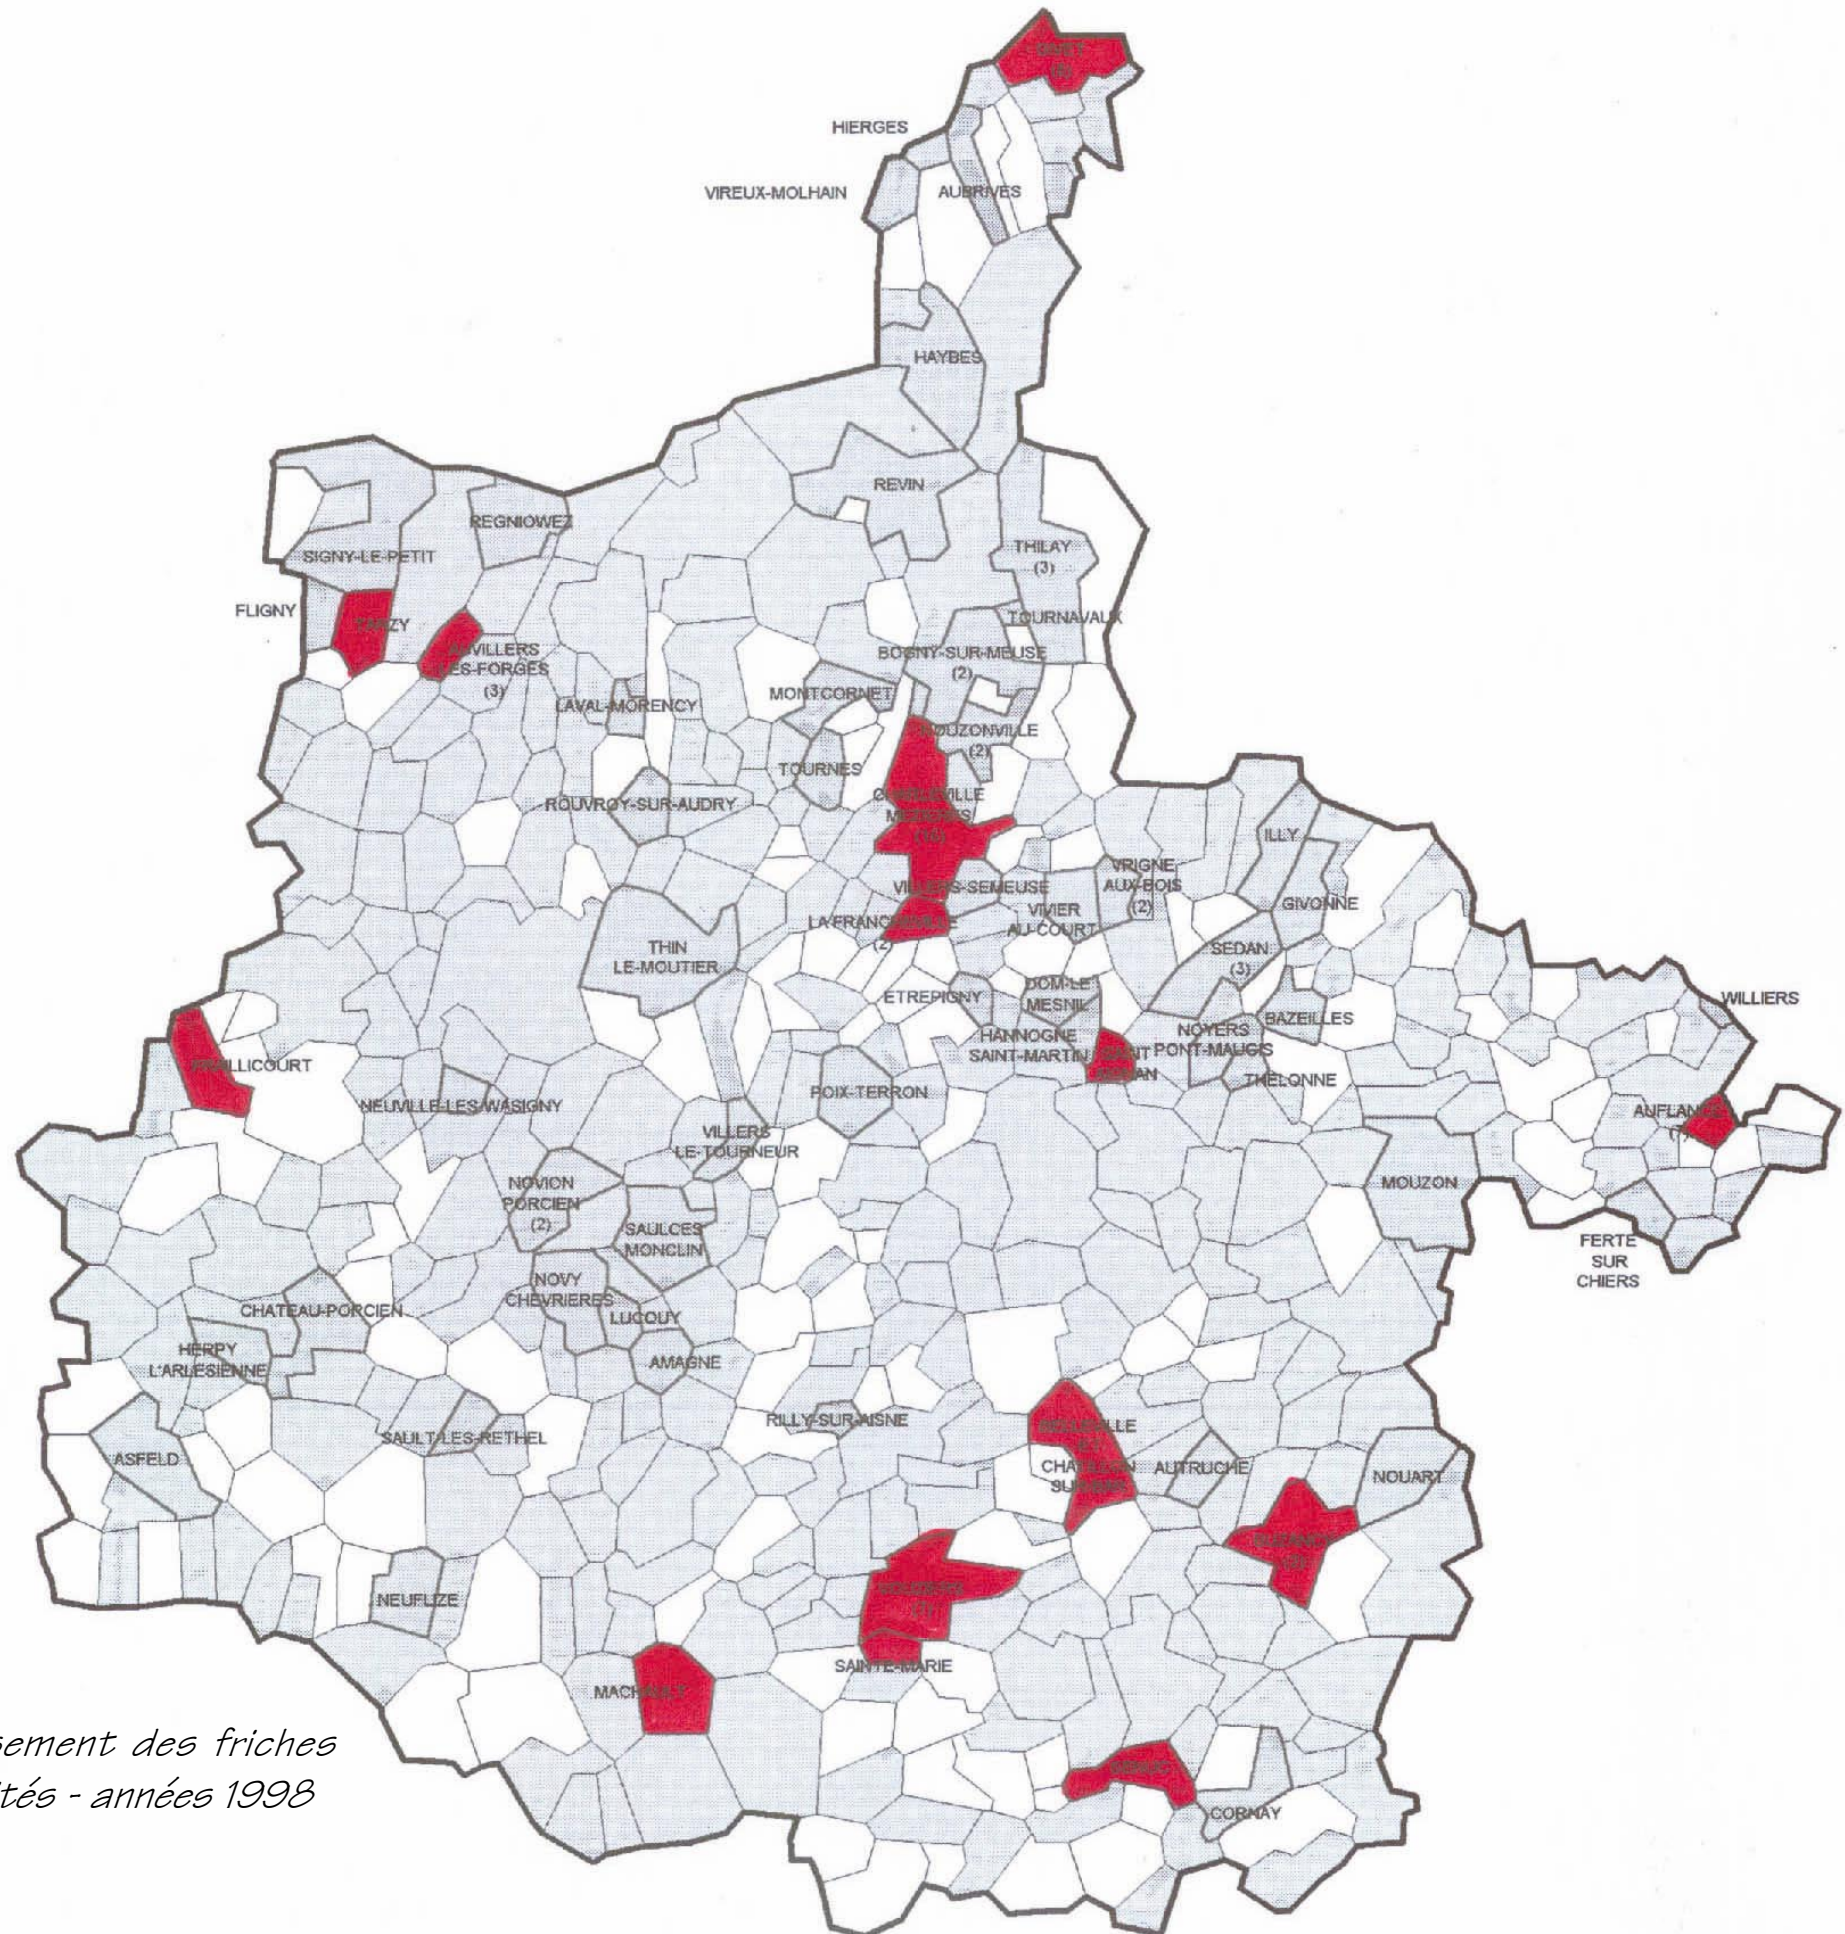 HIERGES
VIREUX-MOLHAIN
AUBRIVES
HAYBES
REVIN
REGNIOWEZ
SIGNY-LE-PETIT
THILAY
(3)
FLIGNY
TOURNAVAUX
LES-FORGES
(3)
BOGNY-SUR-MEUSE
(2)
MONTCORNET
LAVAL-MORENCY
(2)
TOURNES
ROUVROY-SUR-AUDRY
ILLY
VRIGNE
AUX-BOIS
(2)
VILLERS-SEMEUSE
GIVONNE
VIVIER
AU-COURT
(2)
THIN
LE-MOUTIER
SEDAN
(3)
ETREPIGNY
DOM-LE
MESNIL
WILLIERS
BAZEILLES
HANNOGNE
SAINT-MARTIN
NOYERS
PONT-MAUGIS
THELONNE
POIX-TERRON
NEUVILLE-LES-WASIGNY
VILLERS
LE-TOURNEUR
MOUZON
NOVION
PORCIEN
(2)
SAULCES
MONCLIN
FERTE
SUR
CHIERS
NOVY
CHEVRIERES
LUCQUY
CHATEAU-PORCIEN
HERPY
L'ARLESIENNE
AMAGNE
RILLY-SUR-AISNE
SAULT-LES-RETHEL
ASFELD
AUTRUCHE
NOUART
NEUFLIZE
SAINTE-MARIE
MACHAULT
sement des friches
tés - années 1998
CORNAY